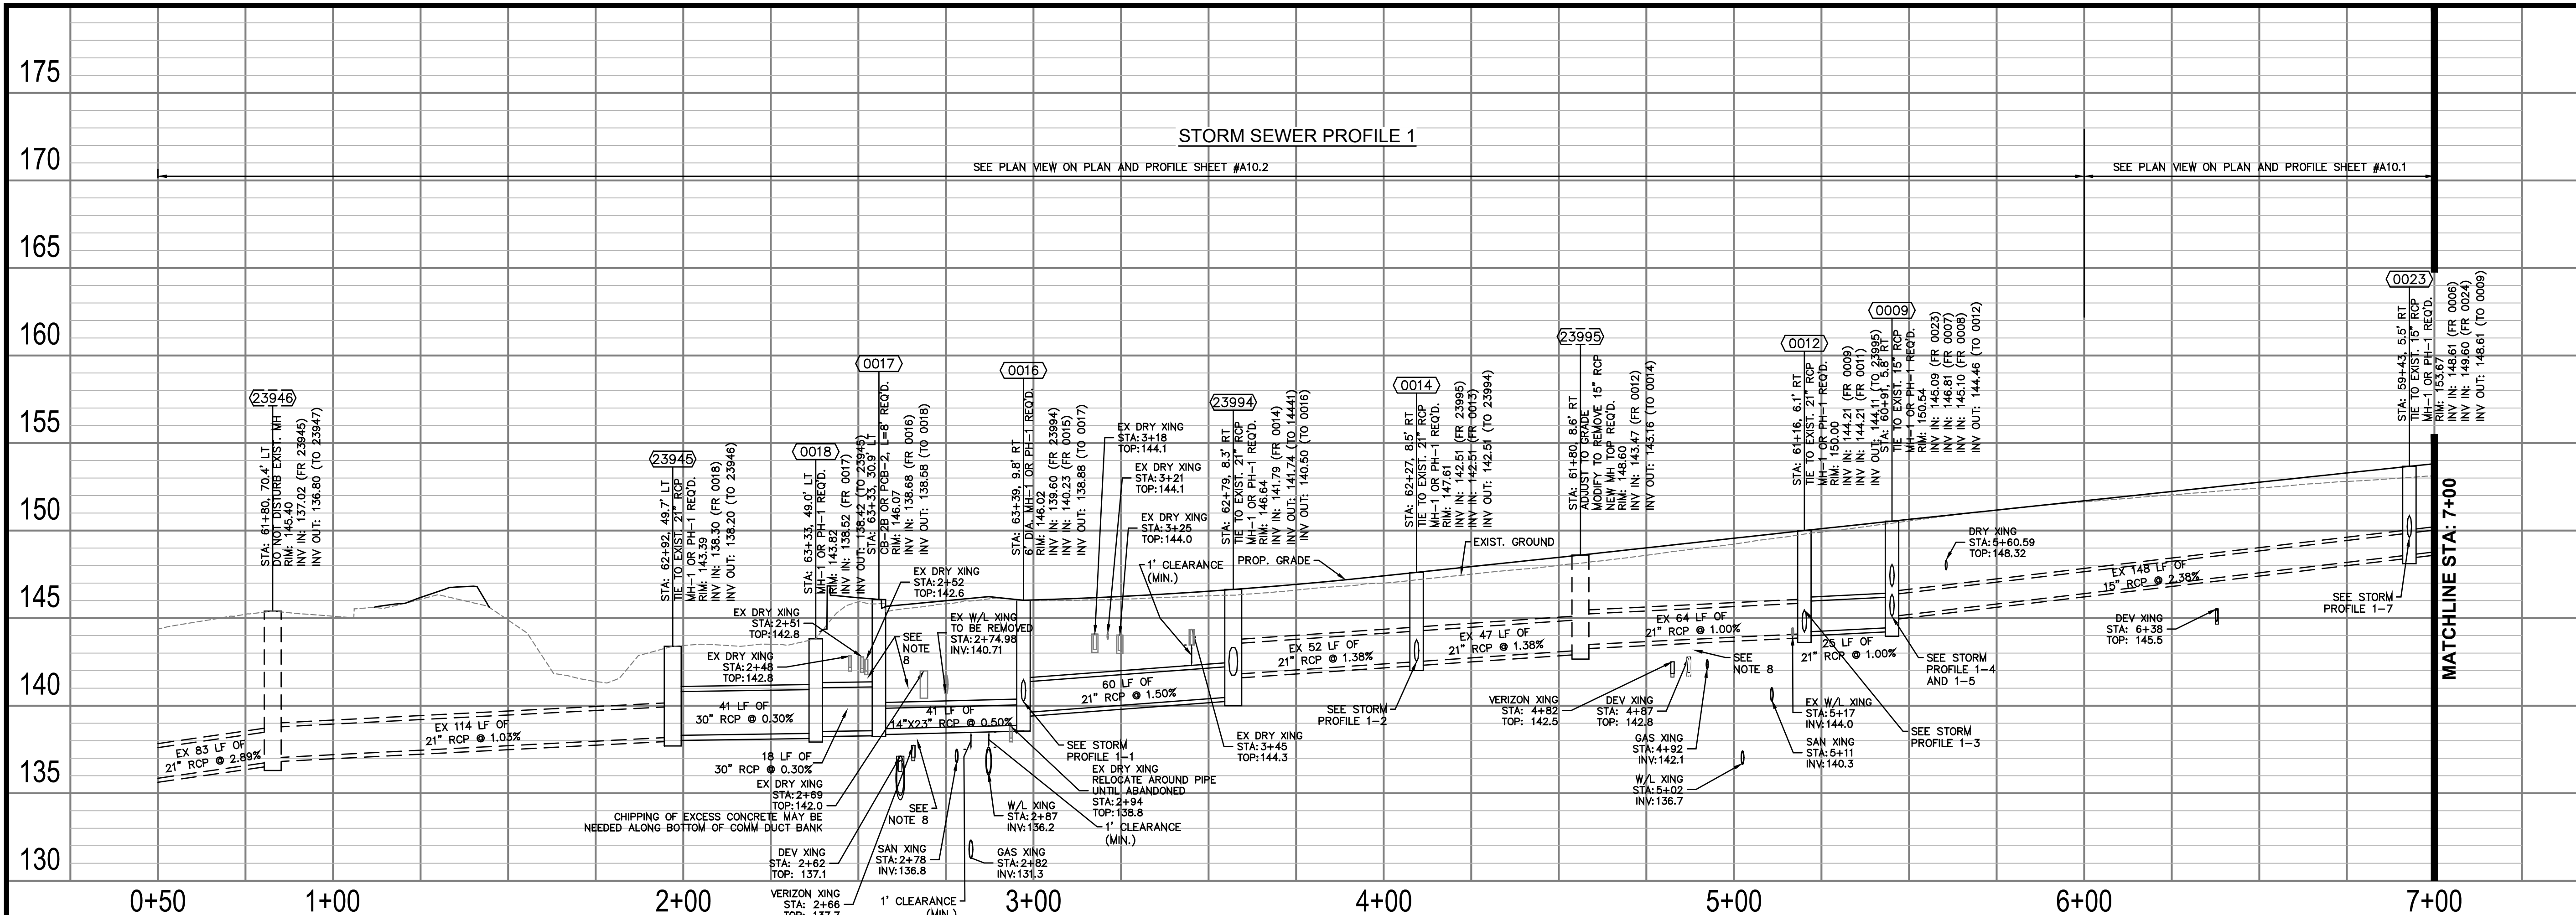 STORM SEWER PROFILE 1
SEE PLAN VIEW ON PLAN AND PROFILE SHEET #A10.2
SEE PLAN VIEW ON PLAN AND PROFILE SHEET #A10.1
175
170
165
160
155
150
145
140
135
130
23946
STA: 61+80, 70.4' LT
DO NOT DISTURB EXIST. MH
RIM: 145.40
INV IN: 137.02 (FR 23945)
INV OUT: 136.80 (TO 23947)
23945
STA: 62+92, 49.7' LT
TIE TO EXIST. 21" RCP
MH-1 OR PH-1 REQ'D.
RIM: 143.39
INV IN: 138.30 (FR 0018)
INV OUT: 138.20 (TO 23946)
0018
STA: 63+33, 49.0' LT
MH-1 OR PH-1 REQ'D.
RIM: 143.82
INV IN: 138.52 (FR 0017)
INV OUT: 138.42 (TO 23945)
0017
STA: 63+33, 30.9' LT
CB-2B OR PCB-2, L=8' REQ'D.
RIM: 146.07
INV IN: 138.68 (FR 0016)
INV OUT: 138.58 (TO 0018)
0016
STA: 63+39, 9.8' RT
6' DIA. MH-1 OR PH-1 REQ'D.
RIM: 146.02
INV IN: 139.60 (FR 23994)
INV IN: 140.23 (FR 0015)
INV OUT: 138.88 (TO 0017)
23994
STA: 62+79, 8.3' RT
TIE TO EXIST. 21" RCP
MH-1 OR PH-1 REQ'D.
RIM: 146.64
INV IN: 141.79 (FR 0014)
INV OUT: 141.74 (TO 14441)
INV OUT: 140.50 (TO 0016)
0014
STA: 62+27, 8.5' RT
TIE TO EXIST. 21" RCP
MH-1 OR PH-1 REQ'D.
RIM: 147.61
INV IN: 142.51 (FR 23995)
INV IN: 142.51 (FR 0013)
INV OUT: 142.51 (TO 23994)
23995
STA: 61+80, 8.6' RT
ADJUST TO GRADE
MODIFY TO REMOVE 15" RCP
NEW MH TOP REQ'D.
RIM: 148.60
INV IN: 143.47 (FR 0012)
INV OUT: 143.16 (TO 0014)
0012
STA: 61+16, 6.1' RT
TIE TO EXIST. 21" RCP
MH-1 OR PH-1 REQ'D.
RIM: 150.00
INV IN: 144.21 (FR 0009)
INV IN: 144.21 (FR 0011)
INV OUT: 144.11 (TO 23995)
0009
STA: 60+91, 5.8' RT
TIE TO EXIST. 15" RCP
MH-1 OR PH-1 REQ'D.
RIM: 150.54
INV IN: 145.09 (FR 0023)
INV IN: 146.81 (FR 0007)
INV IN: 145.10 (FR 0008)
INV OUT: 144.46 (TO 0012)
0023
STA: 59+43, 5.5' RT
TIE TO EXIST. 15" RCP
MH-1 OR PH-1 REQ'D.
RIM: 153.67
INV IN: 148.61 (FR 0006)
INV IN: 149.60 (FR 0024)
INV OUT: 148.61 (TO 0009)
MATCHLINE STA: 7+00
EX DRY XING
STA: 3+18
TOP: 144.1
EX DRY XING
STA: 3+21
TOP: 144.1
EX DRY XING
STA: 3+25
TOP: 144.0
1' CLEARANCE
(MIN.)
PROP. GRADE
EXIST. GROUND
EX DRY XING
STA: 2+52
TOP: 142.6
EX DRY XING
STA: 2+51
TOP: 142.8
EX DRY XING
STA: 2+48
TOP: 142.8
SEE
NOTE
8
EX W/L XING
TO BE REMOVED
STA: 2+74.98
INV: 140.71
EX 83 LF OF
21" RCP @ 2.89%
EX 114 LF OF
21" RCP @ 1.03%
41 LF OF
30" RCP @ 0.30%
18 LF OF
30" RCP @ 0.30%
41 LF OF
14"X23" RCP @ 0.50%
60 LF OF
21" RCP @ 1.50%
EX 52 LF OF
21" RCP @ 1.38%
EX 47 LF OF
21" RCP @ 1.38%
EX 64 LF OF
21" RCP @ 1.00%
25 LF OF
21" RCP @ 1.00%
EX 148 LF OF
15" RCP @ 2.38%
DRY XING
STA: 5+60.59
TOP: 148.32
DEV XING
STA: 6+38
TOP: 145.5
SEE STORM
PROFILE 1-7
SEE STORM
PROFILE 1-4
AND 1-5
SEE STORM
PROFILE 1-3
SEE STORM
PROFILE 1-2
SEE STORM
PROFILE 1-1
EX DRY XING
STA: 2+69
TOP: 142.0
CHIPPING OF EXCESS CONCRETE MAY BE
NEEDED ALONG BOTTOM OF COMM DUCT BANK
DEV XING
STA: 2+62
TOP: 137.1
VERIZON XING
STA: 2+66
TOP: 137.7
SEE
NOTE 8
SAN XING
STA: 2+78
INV: 136.8
1' CLEARANCE
(MIN.)
GAS XING
STA: 2+82
INV: 131.3
W/L XING
STA: 2+87
INV: 136.2
EX DRY XING
RELOCATE AROUND PIPE
UNTIL ABANDONED
STA: 2+94
TOP: 138.8
1' CLEARANCE
(MIN.)
EX DRY XING
STA: 3+45
TOP: 144.3
VERIZON XING
STA: 4+82
TOP: 142.5
DEV XING
STA: 4+87
TOP: 142.8
SEE
NOTE 8
GAS XING
STA: 4+92
INV: 142.1
W/L XING
STA: 5+02
INV: 136.7
EX W/L XING
STA: 5+17
INV: 144.0
SAN XING
STA: 5+11
INV: 140.3
0+50
1+00
2+00
3+00
4+00
5+00
6+00
7+00